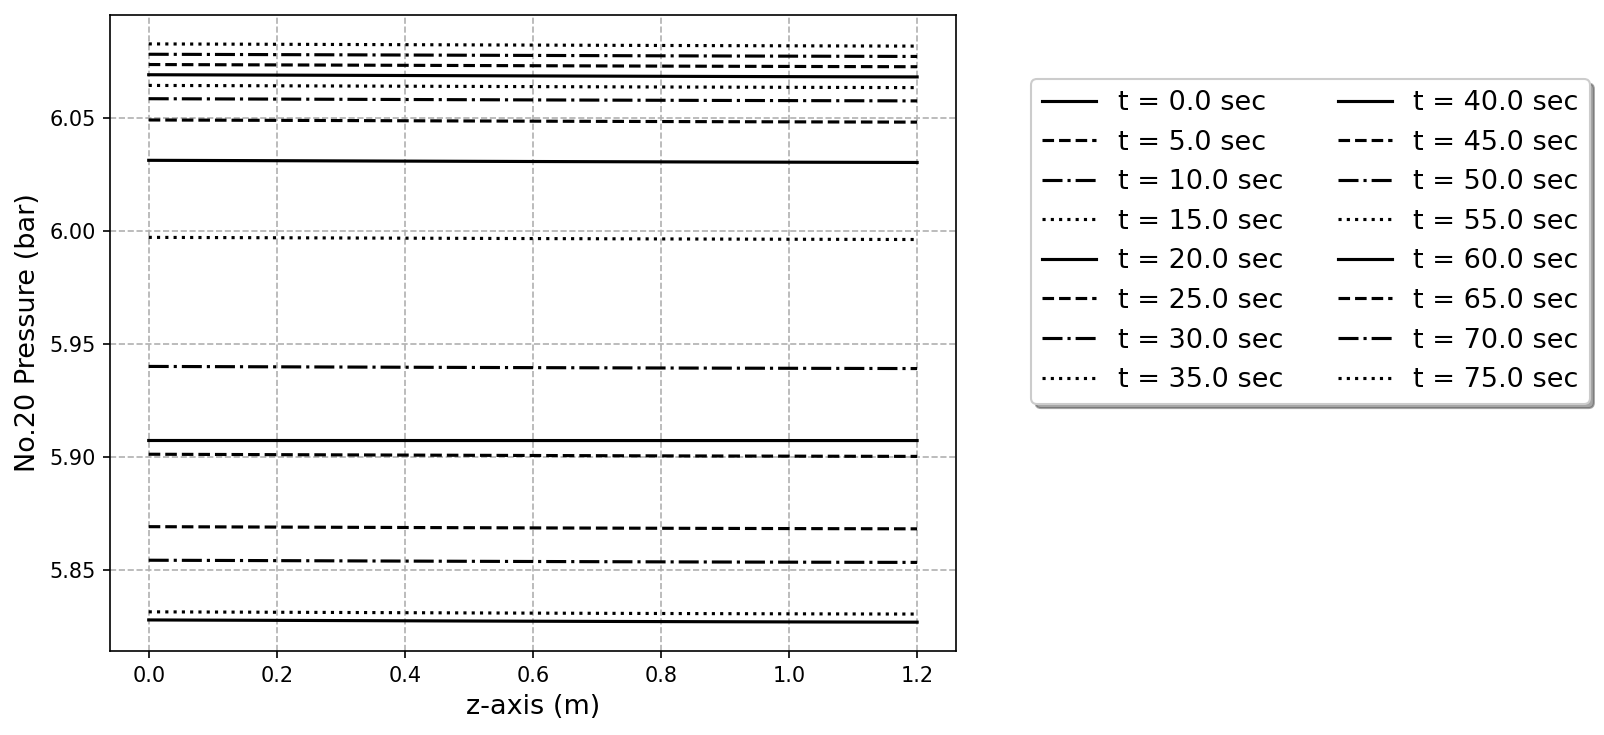 6.05
6.00
5.95
5.90
5.85
No.20 Pressure (bar)
0.0 0.2 0.4 0.6 0.8 1.0 1.2
z-axis (m)
t = 0.0 sec
t = 5.0 sec
t = 10.0 sec
t = 15.0 sec
t = 20.0 sec
t = 25.0 sec
t = 30.0 sec
t = 35.0 sec
t = 40.0 sec
t = 45.0 sec
t = 50.0 sec
t = 55.0 sec
t = 60.0 sec
t = 65.0 sec
t = 70.0 sec
t = 75.0 sec